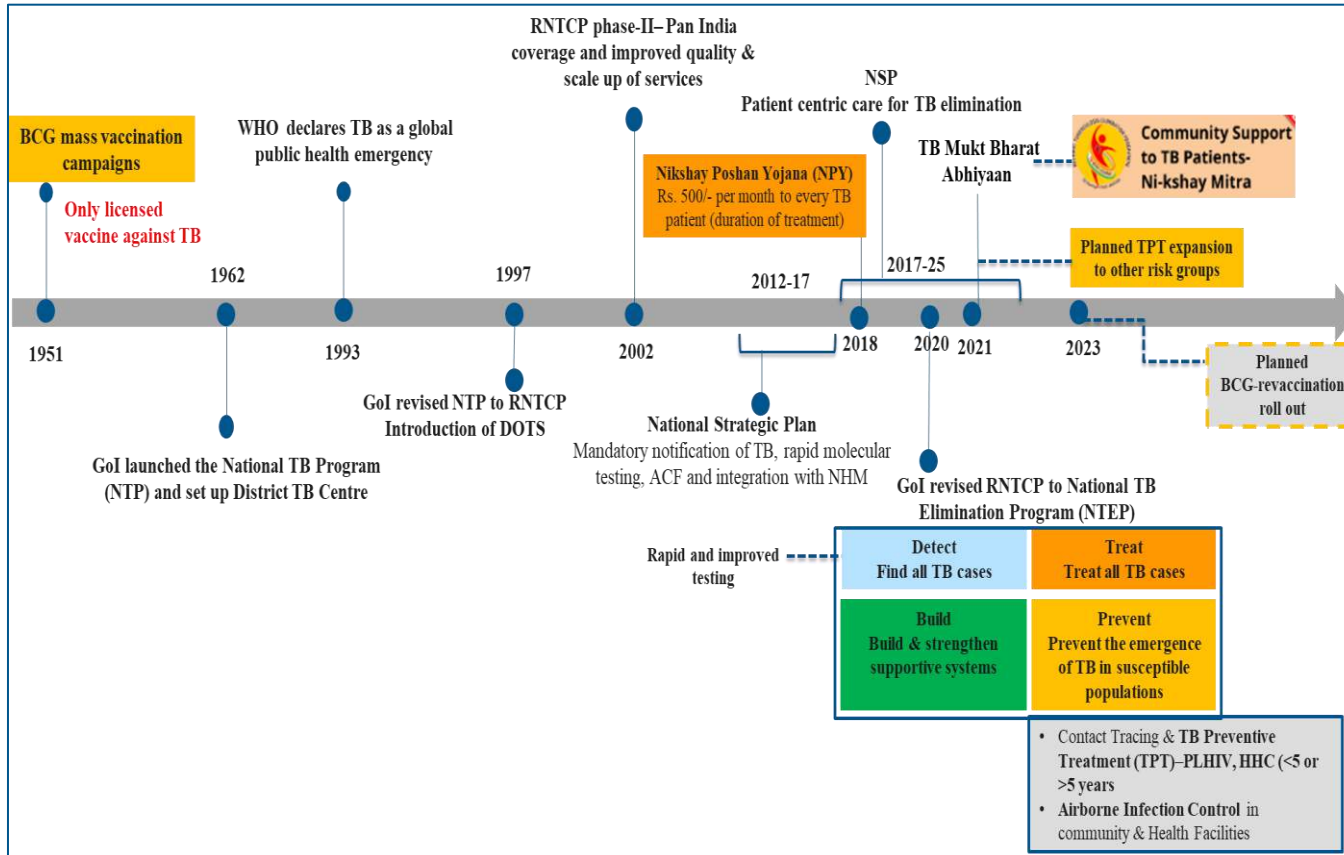 RNTCP phase-II– Pan India
coverage and improved quality &
scale up of services
NSP
Patient centric care for TB elimination
BCG mass vaccination
campaigns
WHO declares TB as a global
public health emergency
TB Mukt Bharat
Abhiyaan
Community Support
to TB Patients-
Ni-kshay Mitra
Only licensed
vaccine against TB
Nikshay Poshan Yojana (NPY)
Rs. 500/- per month to every TB
patient (duration of treatment)
Planned TPT expansion
to other risk groups
1962
1997
2012-17
2017-25
1951
1993
2002
2018
2020
2021
2023
Planned
BCG-revaccination
roll out
GoI revised NTP to RNTCP
Introduction of DOTS
National Strategic Plan
Mandatory notification of TB, rapid molecular
testing, ACF and integration with NHM
GoI launched the National TB Program
(NTP) and set up District TB Centre
GoI revised RNTCP to National TB
Elimination Program (NTEP)
Rapid and improved
testing
Detect
Find all TB cases
Treat
Treat all TB cases
Build
Build & strengthen
supportive systems
Prevent
Prevent the emergence
of TB in susceptible
populations
• Contact Tracing & TB Preventive
Treatment (TPT)–PLHIV, HHC (<5 or
>5 years
• Airborne Infection Control in
community & Health Facilities